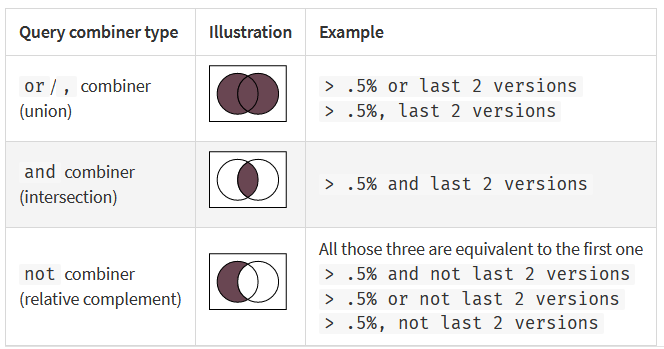 Query combiner type Illustration Example
or / , combiner
(union)
> .5% or last 2 versions
> .5%, last 2 versions
and combiner
(intersection)
> .5% and last 2 versions
not combiner
(relative complement)
All those three are equivalent to the first one
> .5% and not last 2 versions
> .5% or not last 2 versions
> .5%, not last 2 versions